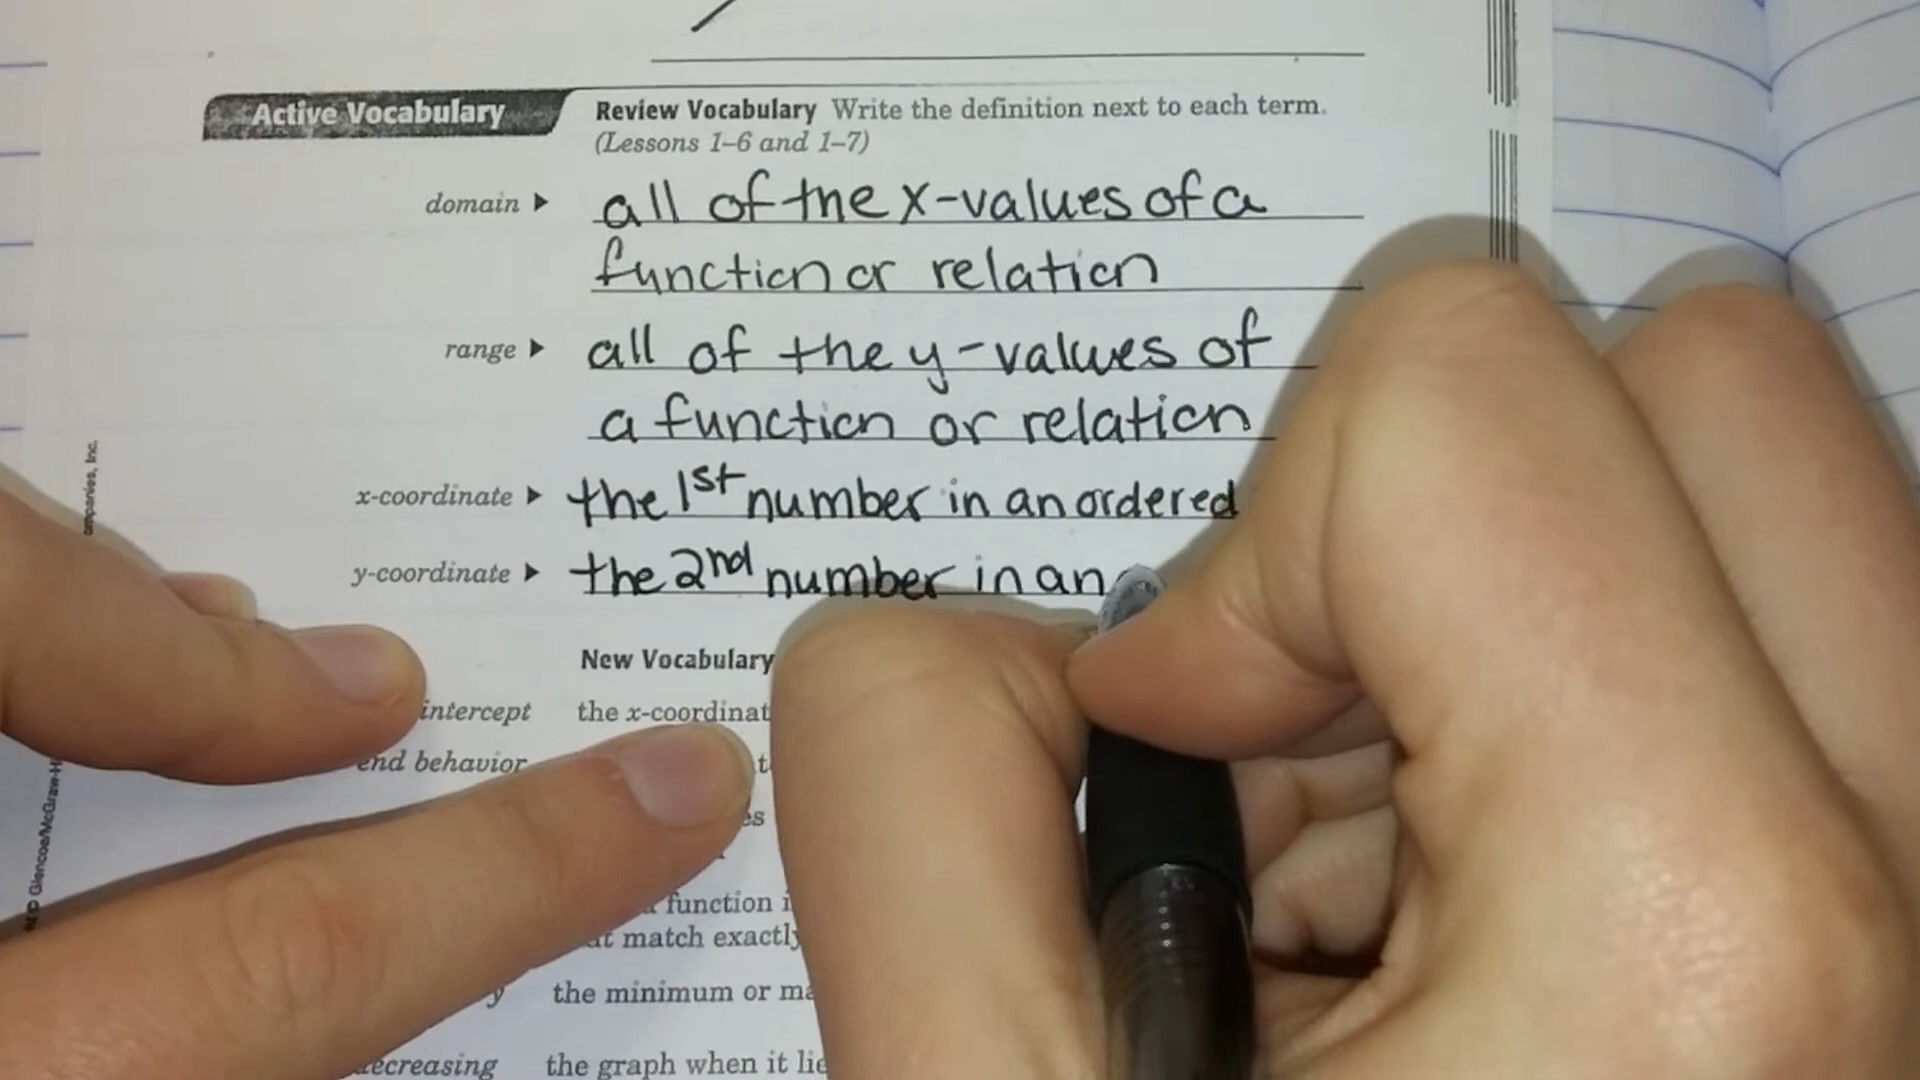 Active Vocabulary
Review Vocabulary Write the definition next to each term.
(Lessons 1–6 and 1–7)
domain ▶ all of the x-values of a
function or relation
range ▶ all of the y-values of
a function or relation
x-coordinate ▶ the 1st number in an ordered
y-coordinate ▶ the 2nd number in an
New Vocabulary
intercept the x-coordinat
end behavior
function
match exactly
the minimum or
the graph when it
© Glencoe/McGraw-H